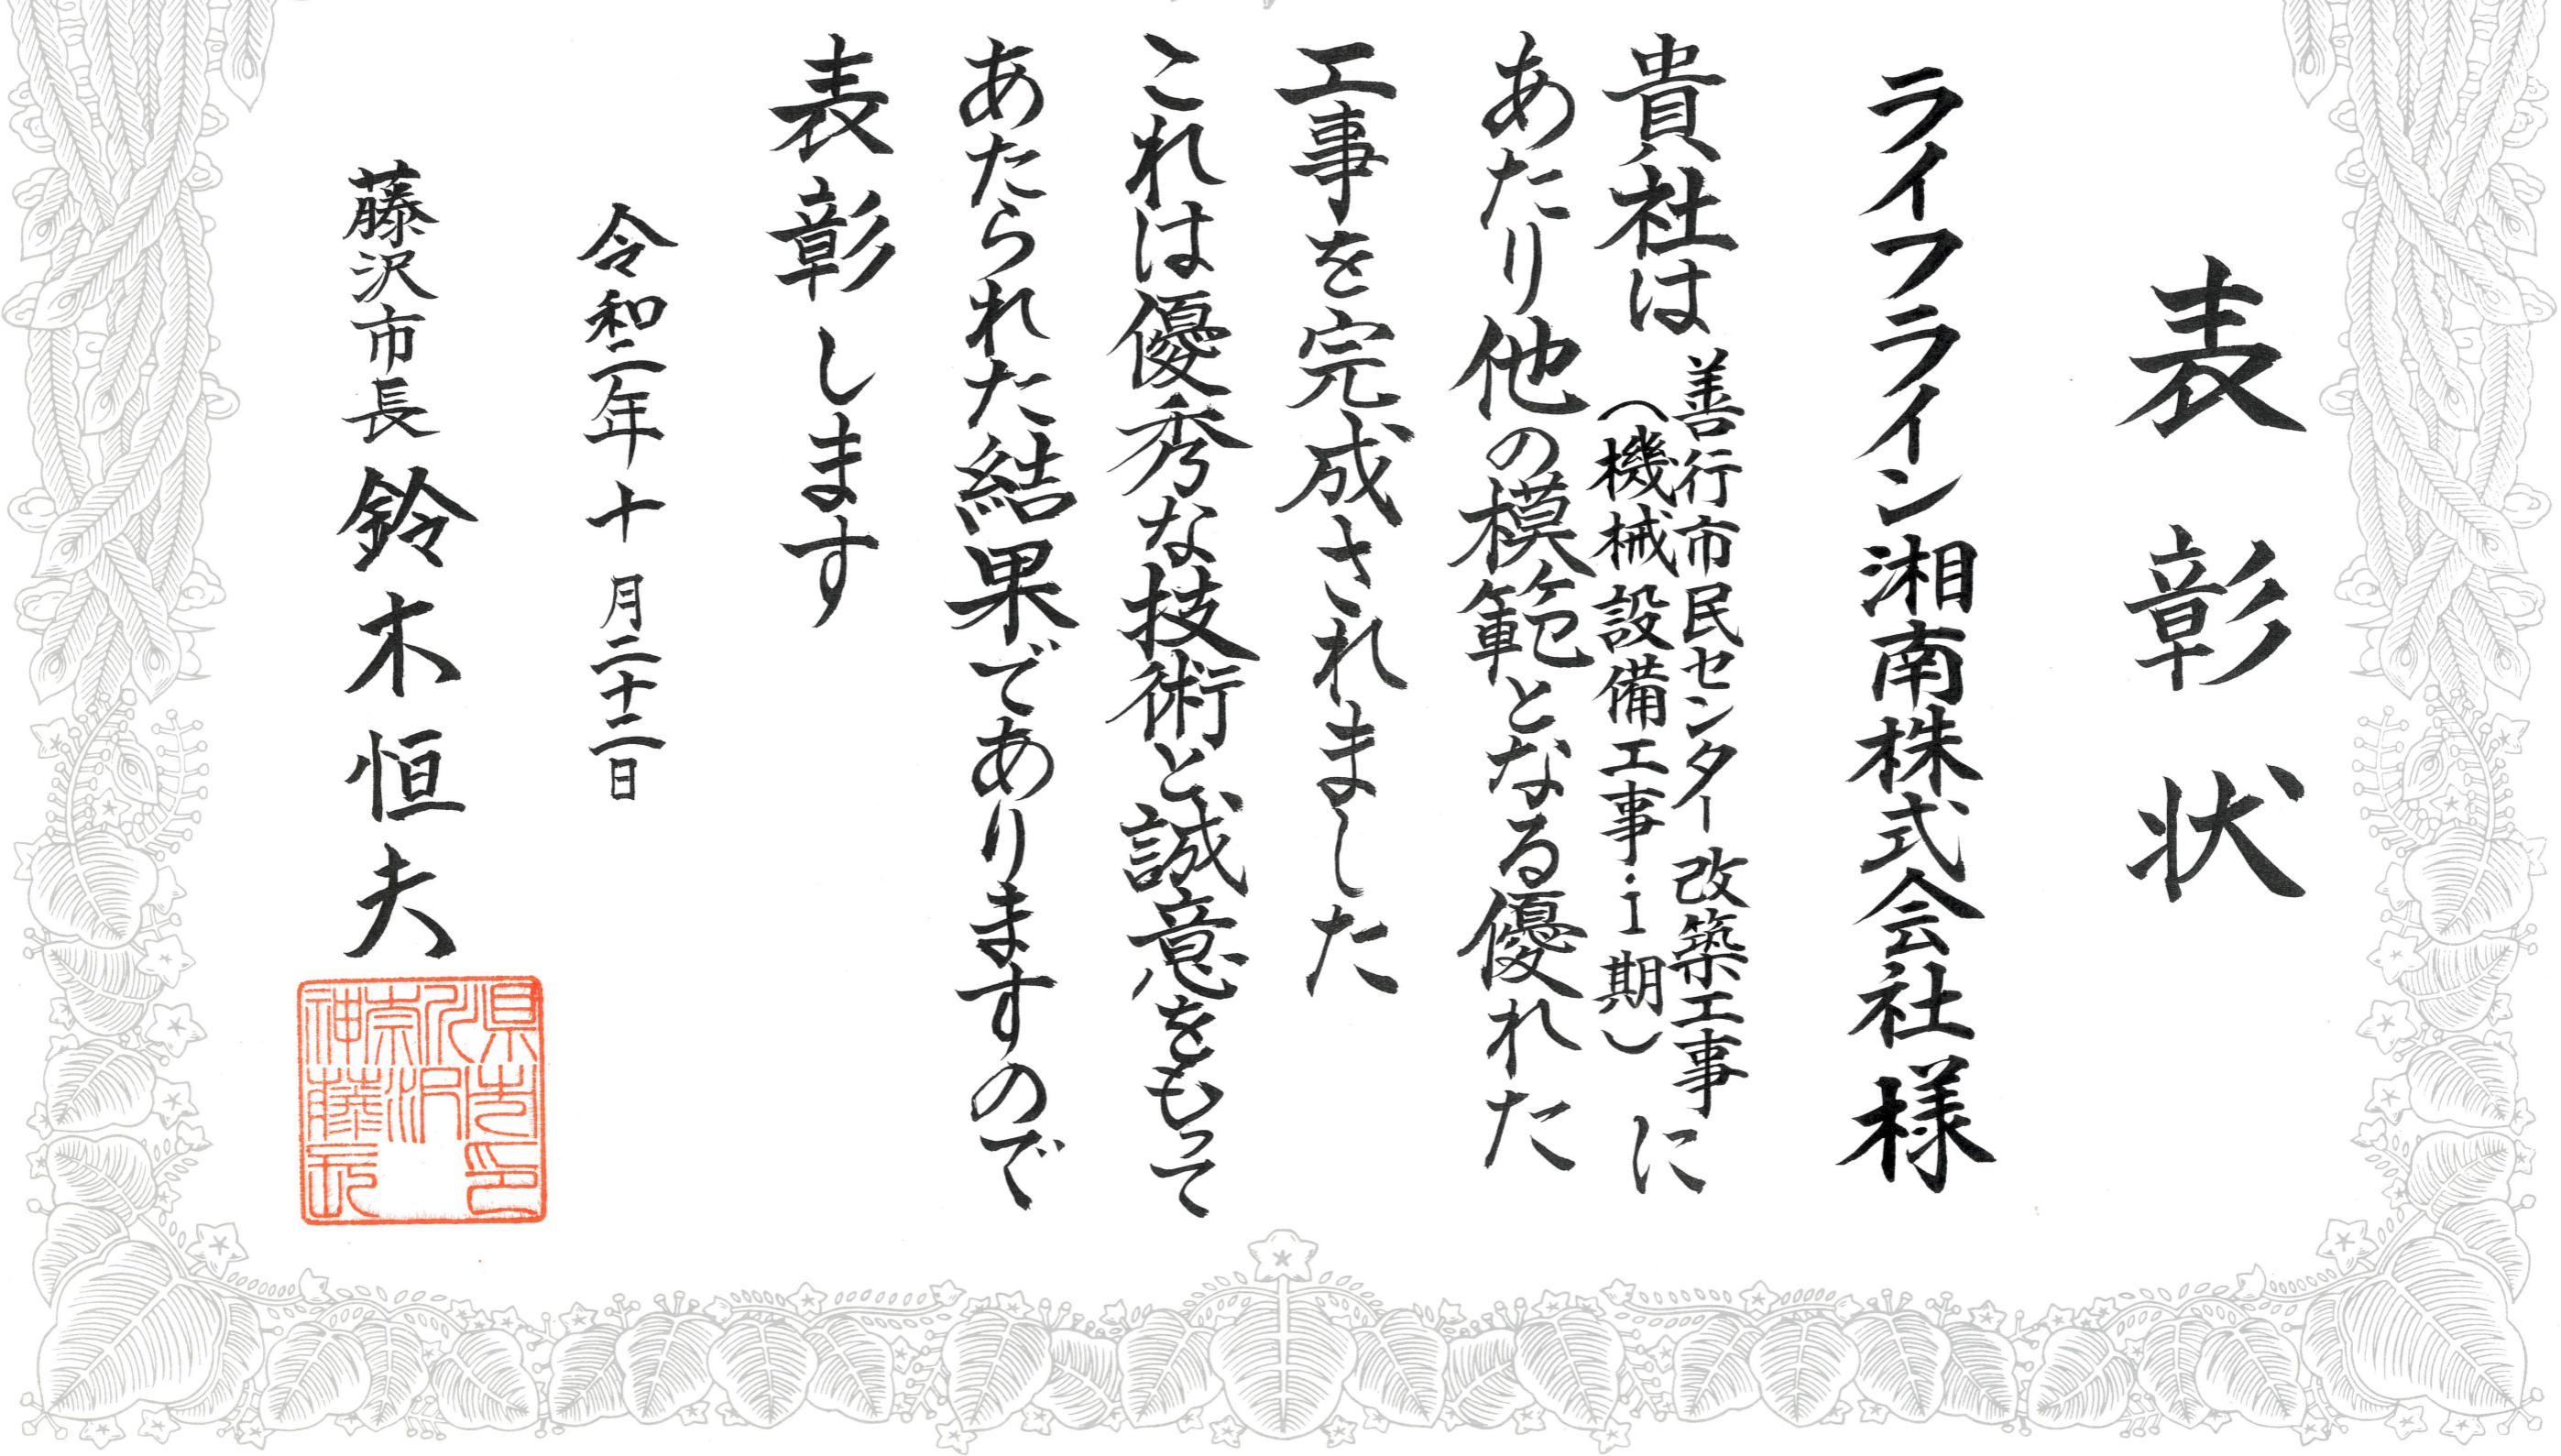 表彰状
ライフライン湘南株式会社様
貴社は善行市民センター改築工事
(機械設備工事・Ⅰ期)に
あたり他の模範となる優れた
工事を完成されました
これは優秀な技術と誠意をもって
あたられた結果でありますので
表彰します
令和二年十月二十二日
藤沢市長 鈴木恒夫